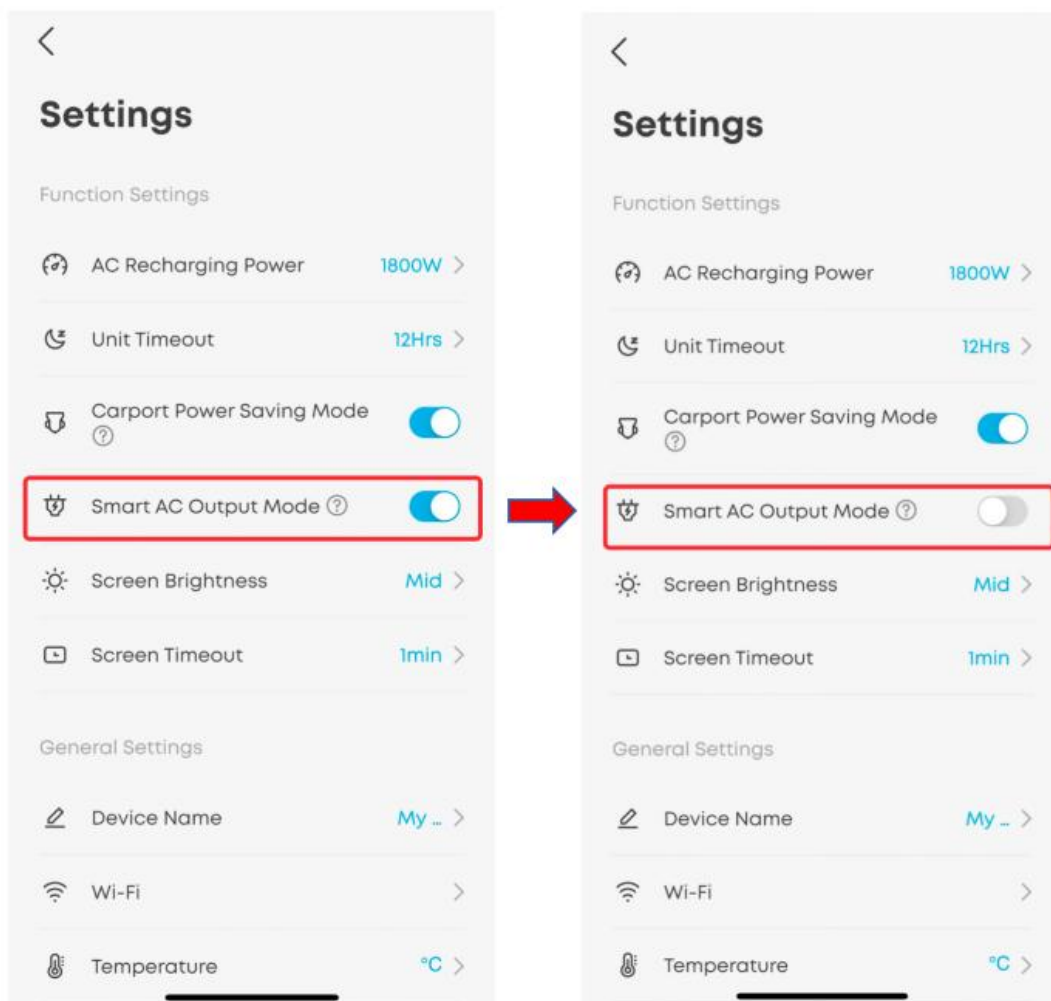 Settings
Function Settings
AC Recharging Power 1800W
Unit Timeout 12Hrs
Carport Power Saving Mode
Smart AC Output Mode
Screen Brightness Mid
Screen Timeout 1min
General Settings
Device Name My ...
Wi-Fi
Temperature °C
Settings
Function Settings
AC Recharging Power 1800W
Unit Timeout 12Hrs
Carport Power Saving Mode
Smart AC Output Mode
Screen Brightness Mid
Screen Timeout 1min
General Settings
Device Name My ...
Wi-Fi
Temperature °C